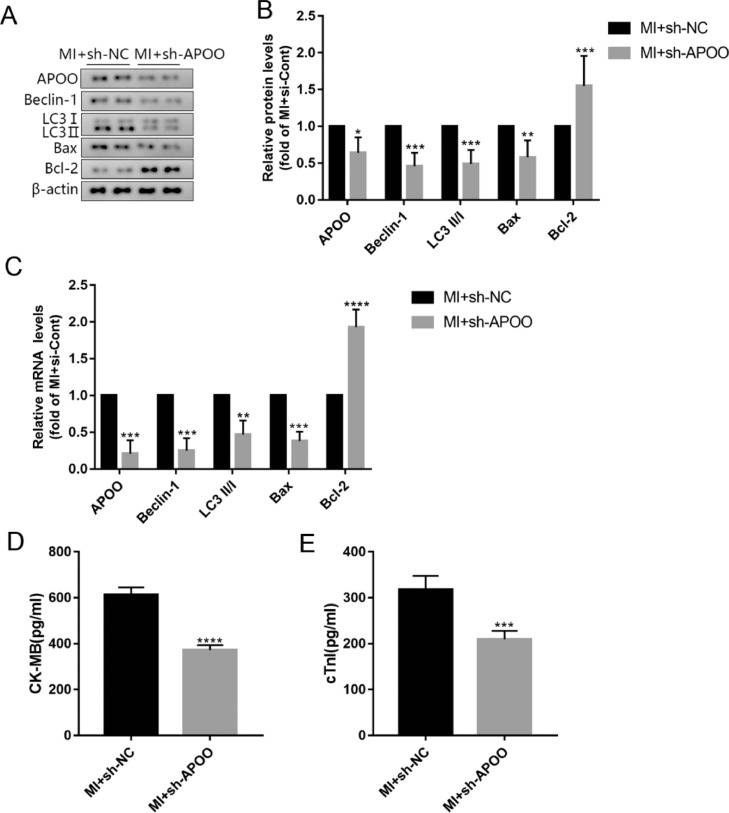 A
MI+sh-NC MI+sh-APOO
APOO
Beclin-1
LC3 I
LC3 II
Bax
Bcl-2
β-actin
B
Relative protein levels
(fold of MI+si-Cont)
2.5
2.0
1.5
1.0
0.5
0.0
*
***
***
**
***
APOO
Beclin-1
LC3 II/I
Bax
Bcl-2
MI+sh-NC
MI+sh-APOO
C
Relative mRNA levels
(fold of MI+si-Cont)
2.5
2.0
1.5
1.0
0.5
0.0
***
***
**
***
****
APOO
Beclin-1
LC3 II/I
Bax
Bcl-2
MI+sh-NC
MI+sh-APOO
D
CK-MB(pg/ml)
800
600
400
200
0
****
MI+sh-NC
MI+sh-APOO
E
cTnI(pg/ml)
400
300
200
100
0
***
MI+sh-NC
MI+sh-APOO